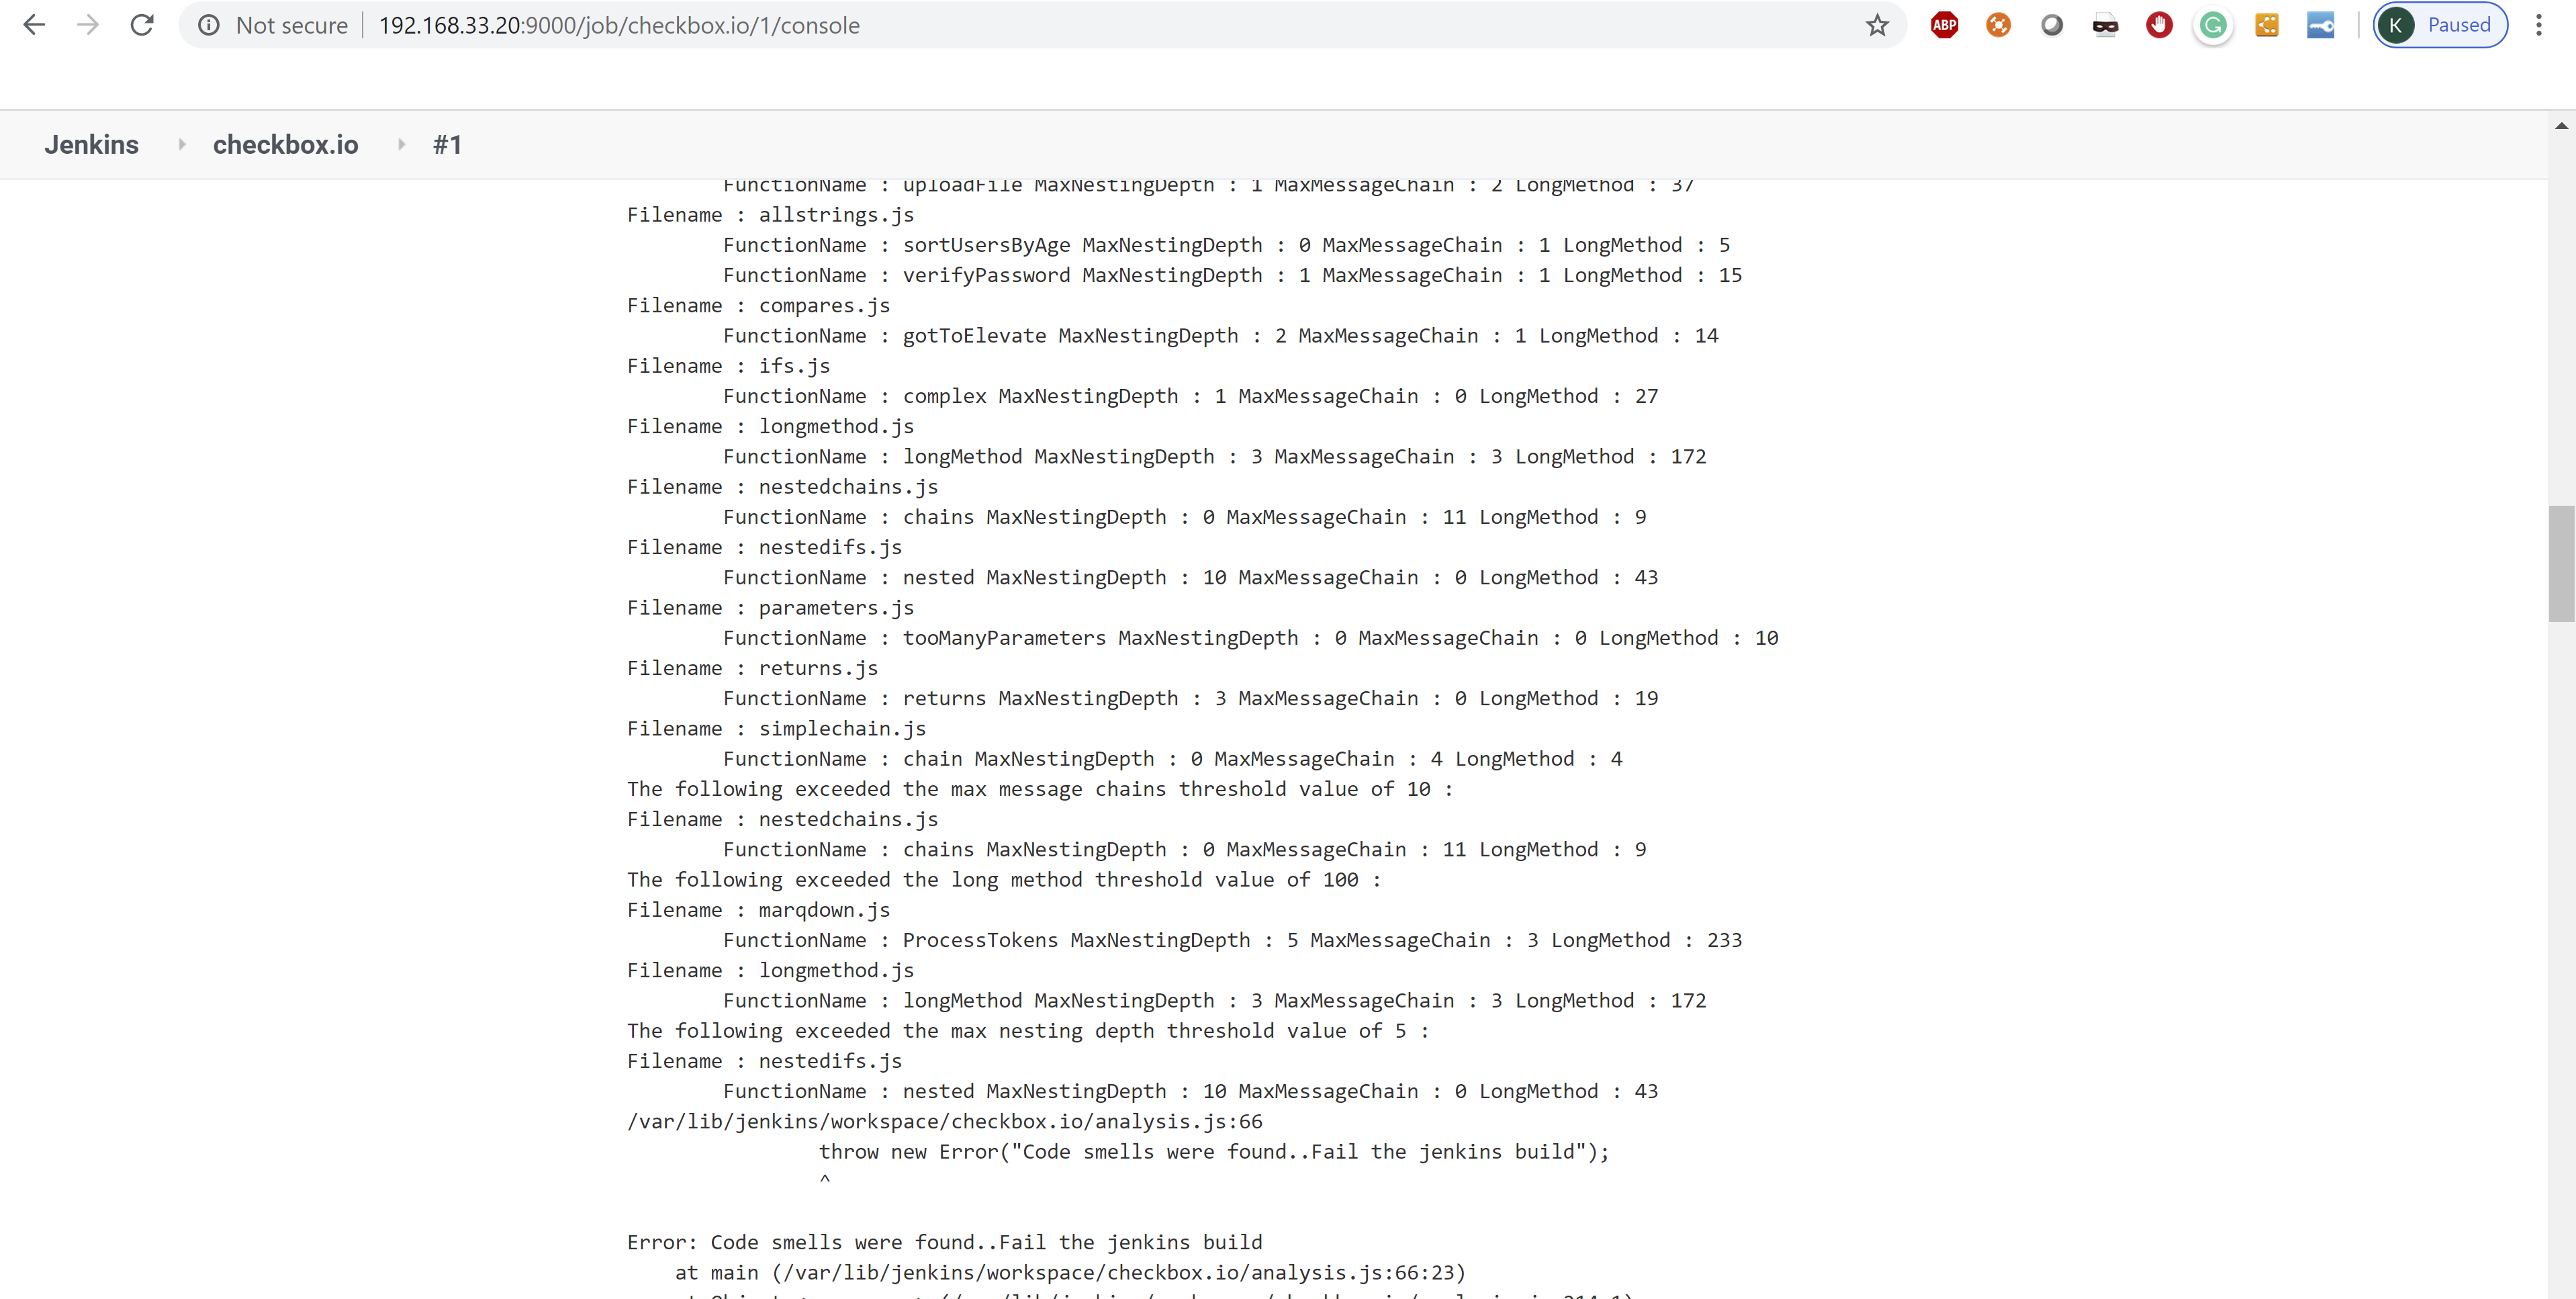 Not secure 192.168.33.20:9000/job/checkbox.io/1/console ABP G K Paused
Jenkins checkbox.io #1
FunctionName : uploadFile MaxNestingDepth : 1 MaxMessageChain : 2 LongMethod : 37
Filename : allstrings.js
FunctionName : sortUsersByAge MaxNestingDepth : 0 MaxMessageChain : 1 LongMethod : 5
FunctionName : verifyPassword MaxNestingDepth : 1 MaxMessageChain : 1 LongMethod : 15
Filename : compares.js
FunctionName : gotToElevate MaxNestingDepth : 2 MaxMessageChain : 1 LongMethod : 14
Filename : ifs.js
FunctionName : complex MaxNestingDepth : 1 MaxMessageChain : 0 LongMethod : 27
Filename : longmethod.js
FunctionName : longMethod MaxNestingDepth : 3 MaxMessageChain : 3 LongMethod : 172
Filename : nestedchains.js
FunctionName : chains MaxNestingDepth : 0 MaxMessageChain : 11 LongMethod : 9
Filename : nestedifs.js
FunctionName : nested MaxNestingDepth : 10 MaxMessageChain : 0 LongMethod : 43
Filename : parameters.js
FunctionName : tooManyParameters MaxNestingDepth : 0 MaxMessageChain : 0 LongMethod : 10
Filename : returns.js
FunctionName : returns MaxNestingDepth : 3 MaxMessageChain : 0 LongMethod : 19
Filename : simplechain.js
FunctionName : chain MaxNestingDepth : 0 MaxMessageChain : 4 LongMethod : 4
The following exceeded the max message chains threshold value of 10 :
Filename : nestedchains.js
FunctionName : chains MaxNestingDepth : 0 MaxMessageChain : 11 LongMethod : 9
The following exceeded the long method threshold value of 100 :
Filename : marqdown.js
FunctionName : ProcessTokens MaxNestingDepth : 5 MaxMessageChain : 3 LongMethod : 233
Filename : longmethod.js
FunctionName : longMethod MaxNestingDepth : 3 MaxMessageChain : 3 LongMethod : 172
The following exceeded the max nesting depth threshold value of 5 :
Filename : nestedifs.js
FunctionName : nested MaxNestingDepth : 10 MaxMessageChain : 0 LongMethod : 43
/var/lib/jenkins/workspace/checkbox.io/analysis.js:66
throw new Error("Code smells were found..Fail the jenkins build");
^
Error: Code smells were found..Fail the jenkins build
at main (/var/lib/jenkins/workspace/checkbox.io/analysis.js:66:23)